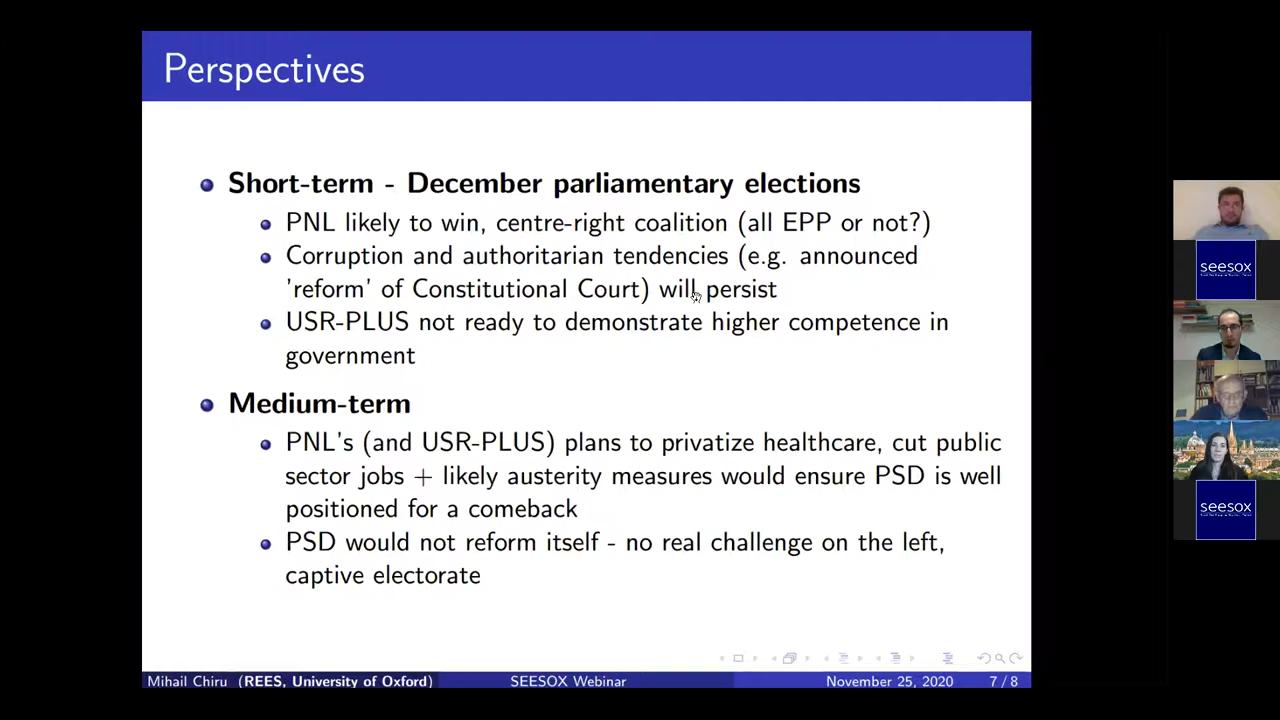 Perspectives
Short-term - December parliamentary elections
PNL likely to win, centre-right coalition (all EPP or not?)
Corruption and authoritarian tendencies (e.g. announced
'reform' of Constitutional Court) will persist
USR-PLUS not ready to demonstrate higher competence in
government
Medium-term
PNL's (and USR-PLUS) plans to privatize healthcare, cut public
sector jobs + likely austerity measures would ensure PSD is well
positioned for a comeback
PSD would not reform itself - no real challenge on the left,
captive electorate
Mihail Chiru (REES, University of Oxford) SEESOX Webinar November 25, 2020 7 / 8
seesox
seesox